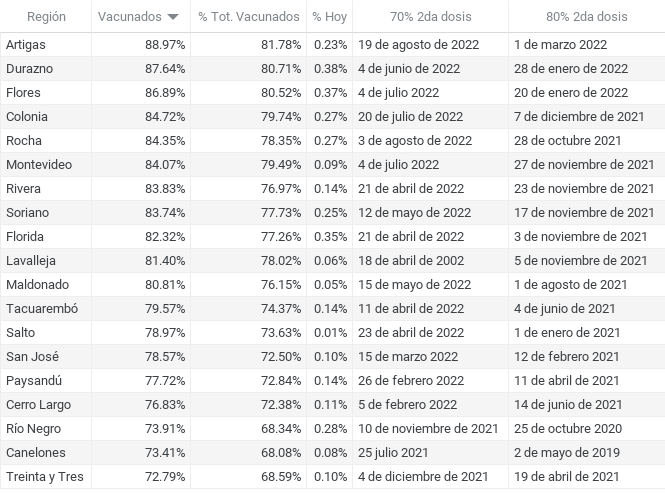 Región Vacunados % Tot. Vacunados % Hoy 70% 2da dosis 80% 2da dosis
Artigas 88.97% 81.78% 0.23% 19 de agosto de 2022 1 de marzo 2022
Durazno 87.64% 80.71% 0.38% 4 de junio de 2022 28 de enero de 2022
Flores 86.89% 80.52% 0.37% 4 de julio 2022 20 de enero de 2022
Colonia 84.72% 79.74% 0.27% 20 de julio de 2022 7 de diciembre de 2021
Rocha 84.35% 78.35% 0.27% 3 de agosto de 2022 28 de octubre 2021
Montevideo 84.07% 79.49% 0.09% 4 de julio 2022 27 de noviembre de 2021
Rivera 83.83% 76.97% 0.14% 21 de abril de 2022 23 de noviembre de 2021
Soriano 83.74% 77.73% 0.25% 12 de mayo de 2022 17 de noviembre de 2021
Florida 82.32% 77.26% 0.35% 21 de abril de 2022 3 de noviembre de 2021
Lavalleja 81.40% 78.02% 0.06% 18 de abril de 2002 5 de noviembre de 2021
Maldonado 80.81% 76.15% 0.05% 15 de mayo de 2022 1 de agosto de 2021
Tacuarembó 79.57% 74.37% 0.14% 11 de abril de 2022 4 de junio de 2021
Salto 78.97% 73.63% 0.01% 23 de abril de 2022 1 de enero de 2021
San José 78.57% 72.50% 0.10% 15 de marzo 2022 12 de febrero 2021
Paysandú 77.72% 72.84% 0.14% 26 de febrero 2022 11 de abril de 2021
Cerro Largo 76.83% 72.38% 0.11% 5 de febrero 2022 14 de junio de 2021
Río Negro 73.91% 68.34% 0.28% 10 de noviembre de 2021 25 de octubre 2020
Canelones 73.41% 68.08% 0.08% 25 julio 2021 2 de mayo de 2019
Treinta y Tres 72.79% 68.59% 0.10% 4 de diciembre de 2021 19 de abril de 2021